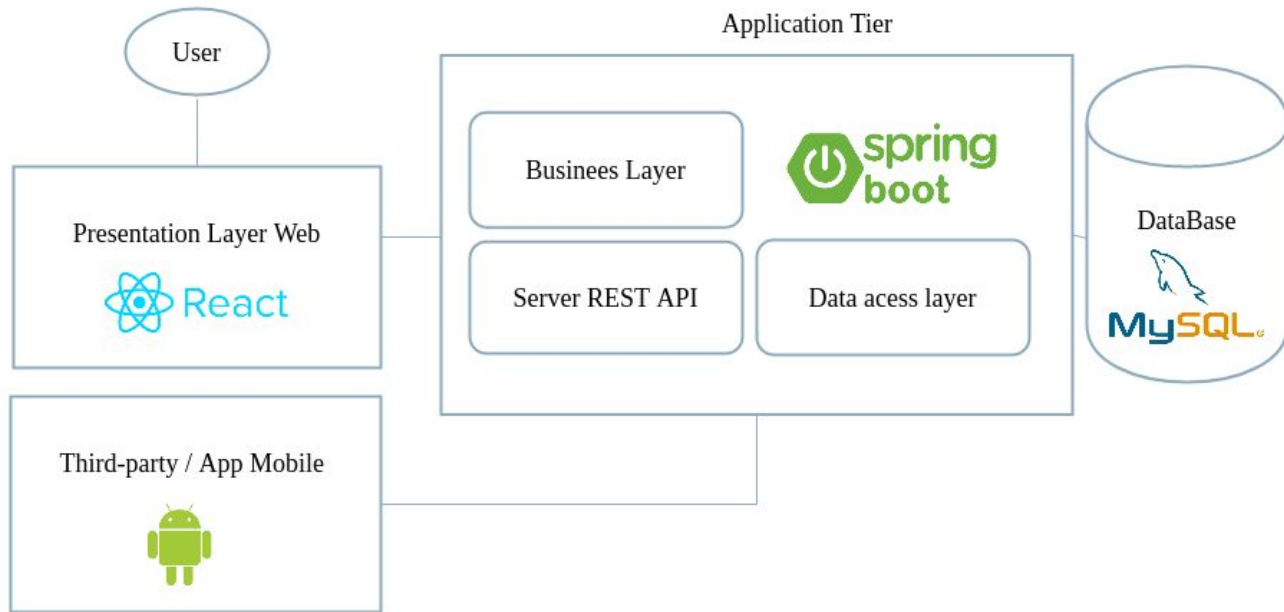 Application Tier
User
Businees Layer
spring
boot
Presentation Layer Web
React
Server REST API
Data acess layer
DataBase
MySQL
Third-party / App Mobile